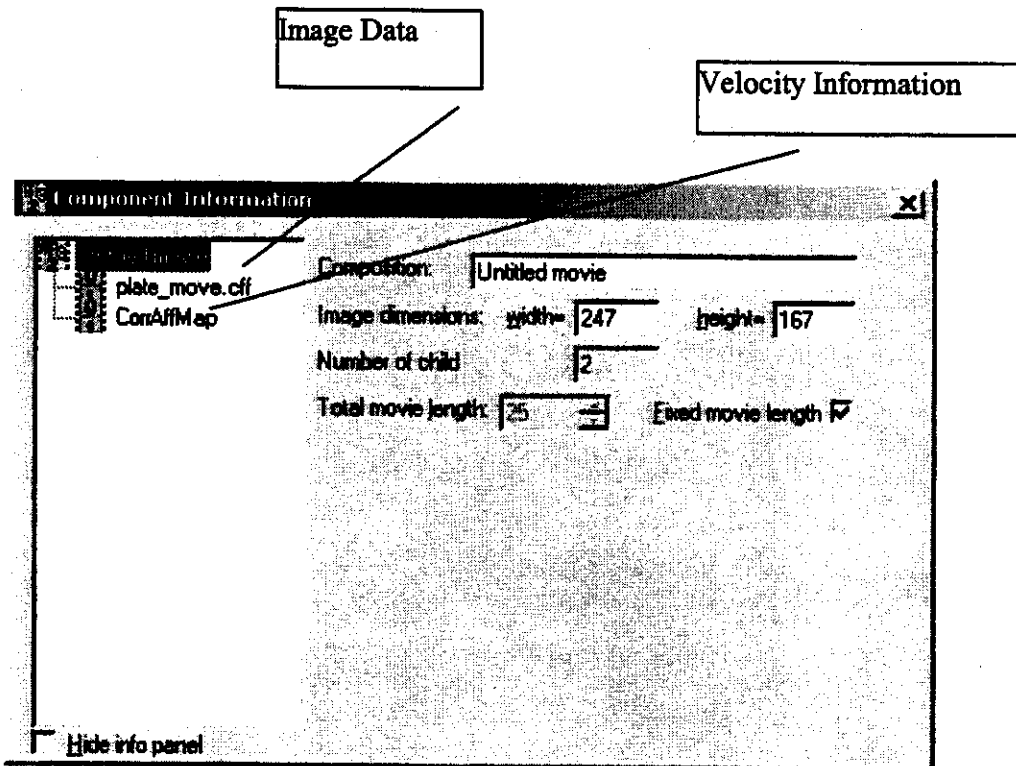 Image Data
Velocity Information
Component Information
plate_move.cff
CorrAffMap
Composition: Untitled movie
Image dimensions: width= 247 height= 167
Number of child 2
Total movie length: 25 Fixed movie length
Hide info panel